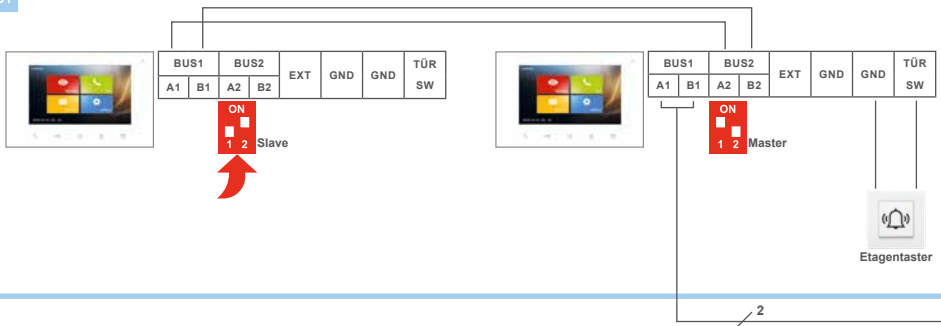 BUS1 BUS2 EXT GND GND TÜR SW
A1 B1 A2 B2
ON
1 2 Slave
BUS1 BUS2 EXT GND GND TÜR SW
A1 B1 A2 B2
ON
1 2 Master
Etagentaster
2